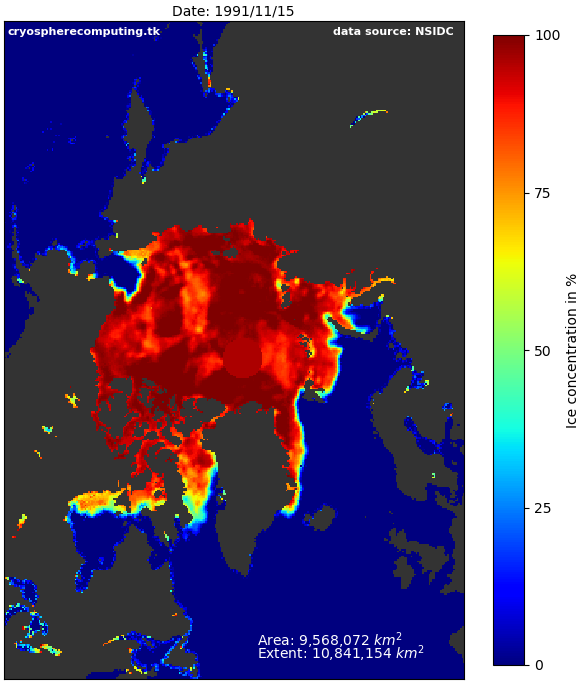 Date: 1991/11/15
cryospherecomputing.tk
data source: NSIDC
100
75
50
25
0
Ice concentration in %
Area: 9,568,072 km²
Extent: 10,841,154 km²